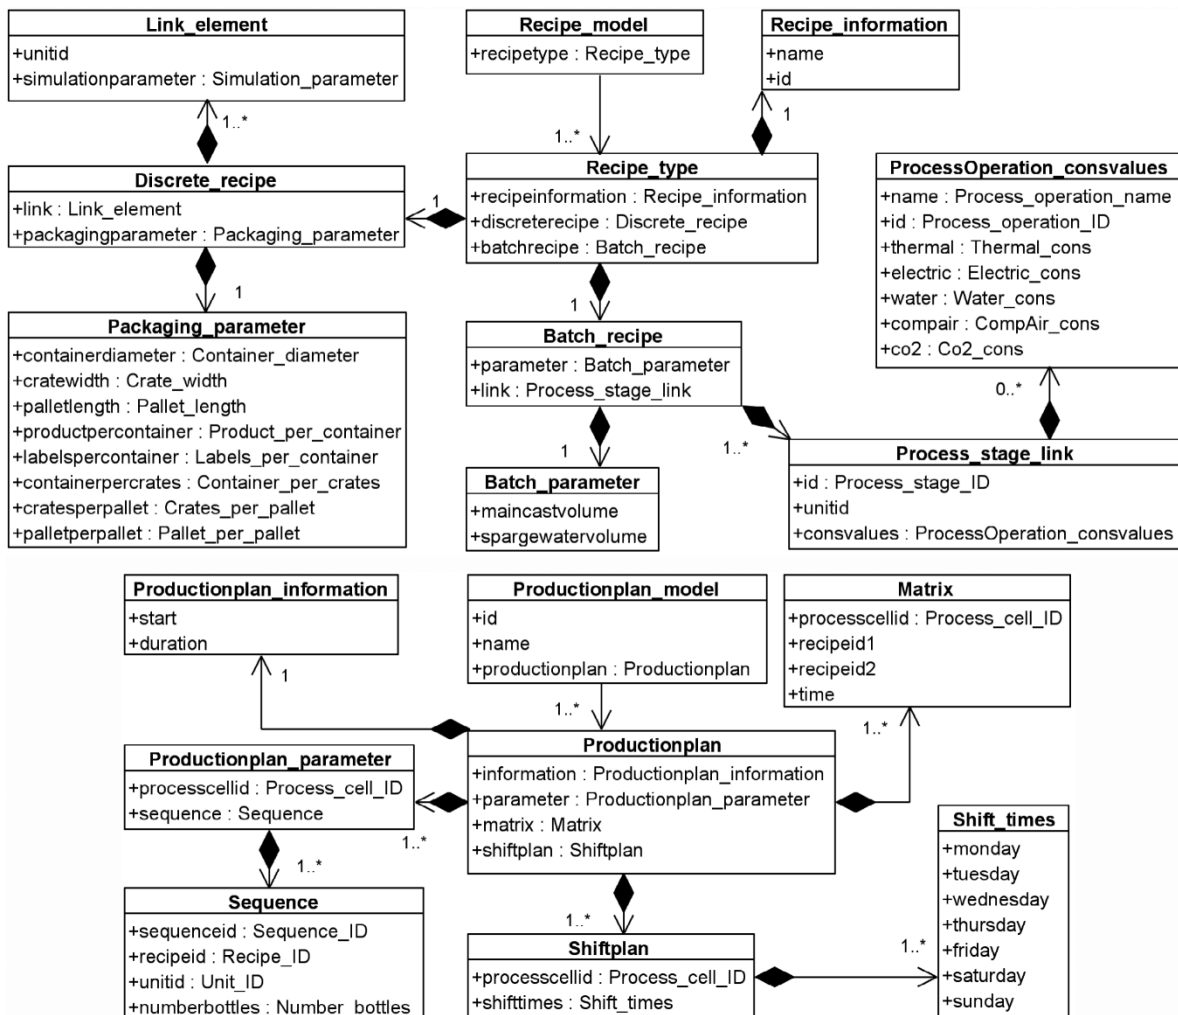 Link_element
+unitid
+simulationparameter : Simulation_parameter
Recipe_model
+recipetype : Recipe_type
Recipe_information
+name
+id
1..*
1..*
1
Discrete_recipe
+link : Link_element
+packagingparameter : Packaging_parameter
1
Recipe_type
+recipeinformation : Recipe_information
+discreterecipe : Discrete_recipe
+batchrecipe : Batch_recipe
ProcessOperation_consvalues
+name : Process_operation_name
+id : Process_operation_ID
+thermal : Thermal_cons
+electric : Electric_cons
+water : Water_cons
+compair : CompAir_cons
+co2 : Co2_cons
1
1
Packaging_parameter
+containerdiameter : Container_diameter
+cratewidth : Crate_width
+palletlength : Pallet_length
+productpercontainer : Product_per_container
+labelspercontainer : Labels_per_container
+containerpercrates : Container_per_crates
+cratesperpallet : Crates_per_pallet
+palletperpallet : Pallet_per_pallet
Batch_recipe
+parameter : Batch_parameter
+link : Process_stage_link
0..*
1
1..*
Batch_parameter
+maincastvolume
+spargewatervolume
Process_stage_link
+id : Process_stage_ID
+unitid
+consvalues : ProcessOperation_consvalues
Productionplan_information
+start
+duration
Productionplan_model
+id
+name
+productionplan : Productionplan
Matrix
+processcellid : Process_cell_ID
+recipeid1
+recipeid2
+time
1
1..*
1..*
Productionplan_parameter
+processcellid : Process_cell_ID
+sequence : Sequence
1..*
Productionplan
+information : Productionplan_information
+parameter : Productionplan_parameter
+matrix : Matrix
+shiftplan : Shiftplan
Shift_times
+monday
+tuesday
+wednesday
+thursday
+friday
+saturday
+sunday
1..*
Sequence
+sequenceid : Sequence_ID
+recipeid : Recipe_ID
+unitid : Unit_ID
+numberbottles : Number_bottles
1..*
Shiftplan
+processcellid : Process_cell_ID
+shifttimes : Shift_times
1..*